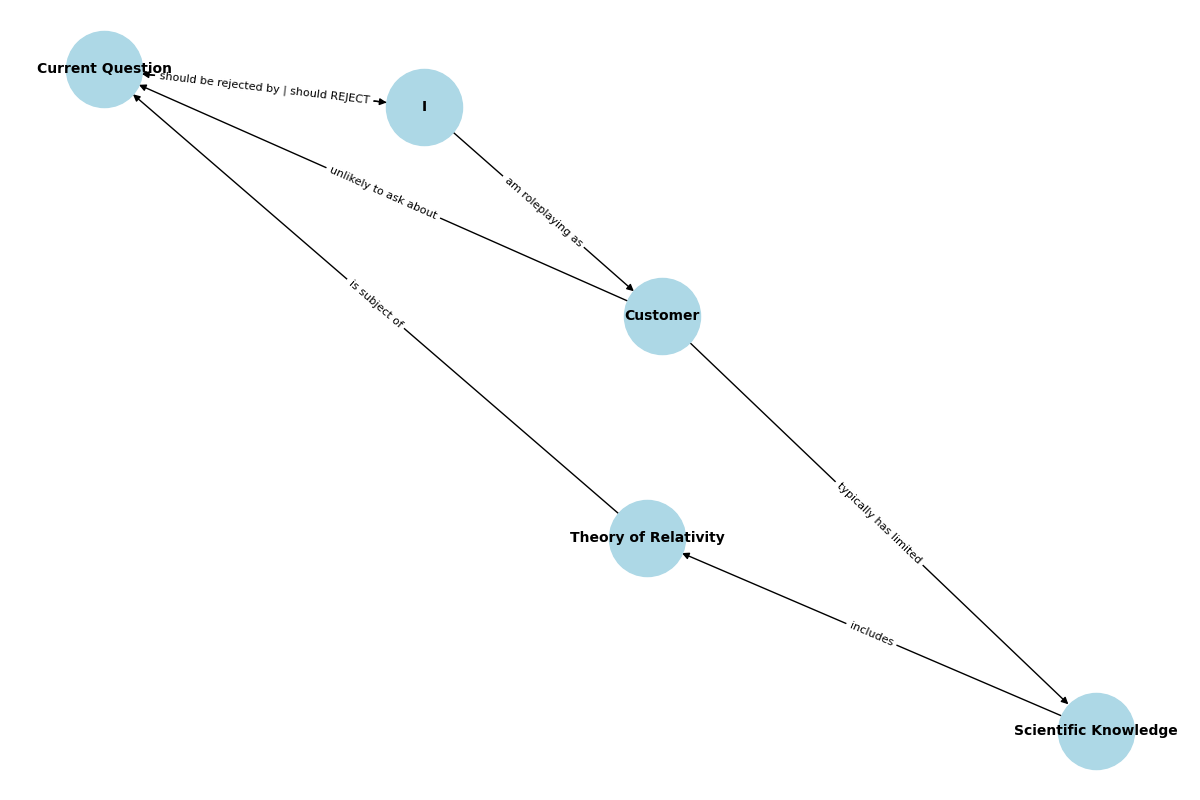 Current Question
should be rejected by | should REJECT
I
unlikely to ask about
am roleplaying as
is subject of
Customer
typically has limited
Theory of Relativity
includes
Scientific Knowledge